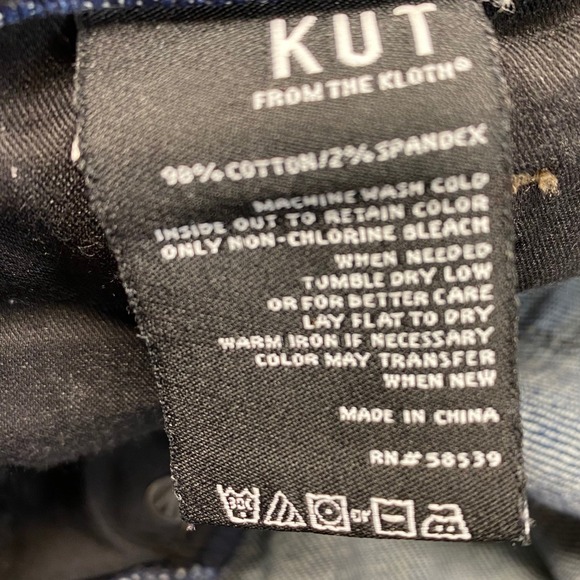 KUT
FROM THE KLOTH®
98% COTTON/2% SPANDEX
MACHINE WASH COLD
INSIDE OUT TO RETAIN COLOR
ONLY NON-CHLORINE BLEACH
WHEN NEEDED
TUMBLE DRY LOW
OR FOR BETTER CARE
LAY FLAT TO DRY
WARM IRON IF NECESSARY
COLOR MAY TRANSFER
WHEN NEW
MADE IN CHINA
RN# 58539
30C or